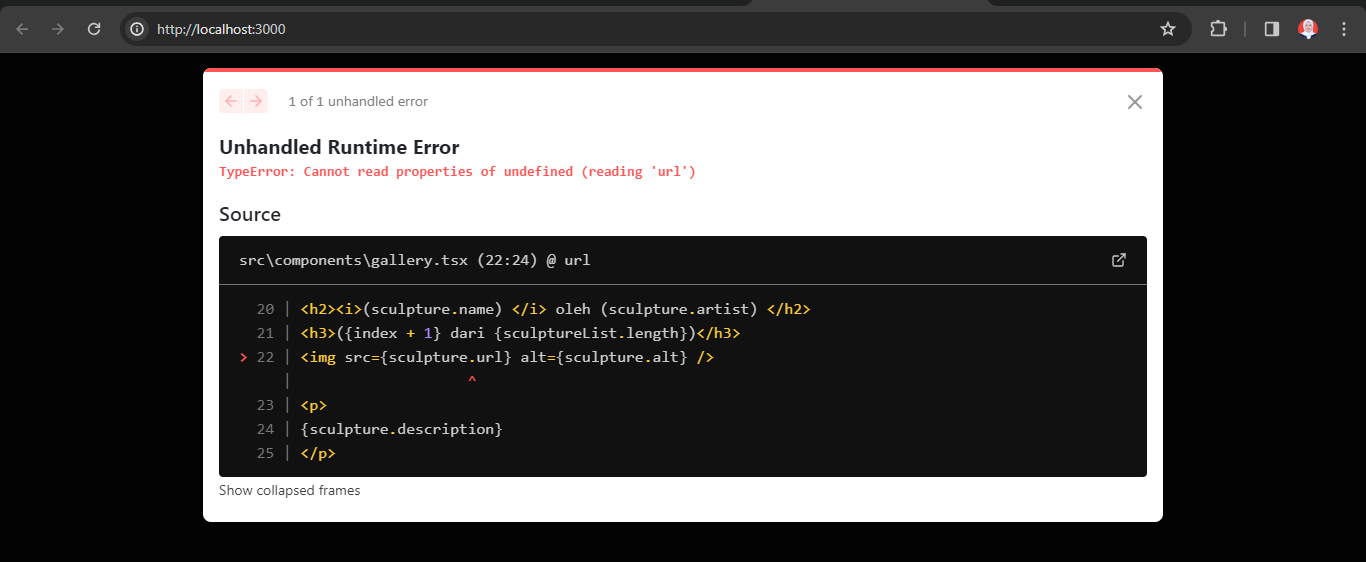 http://localhost:3000
1 of 1 unhandled error
Unhandled Runtime Error
TypeError: Cannot read properties of undefined (reading 'url')
Source
src\components\gallery.tsx (22:24) @ url
20 | <h2><i>(sculpture.name) </i> oleh (sculpture.artist) </h2>
21 | <h3>({index + 1} dari {sculptureList.length})</h3>
> 22 | <img src={sculpture.url} alt={sculpture.alt} />
| ^
23 | <p>
24 | {sculpture.description}
25 | </p>
Show collapsed frames